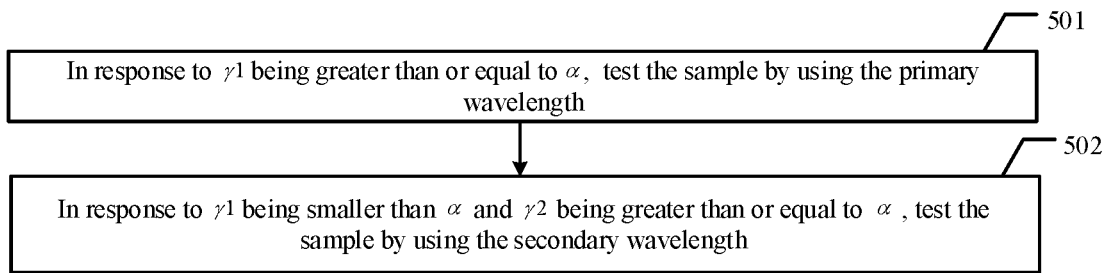 501
In response to γ1 being greater than or equal to α, test the sample by using the primary
wavelength
502
In response to γ1 being smaller than α and γ2 being greater than or equal to α, test the
sample by using the secondary wavelength